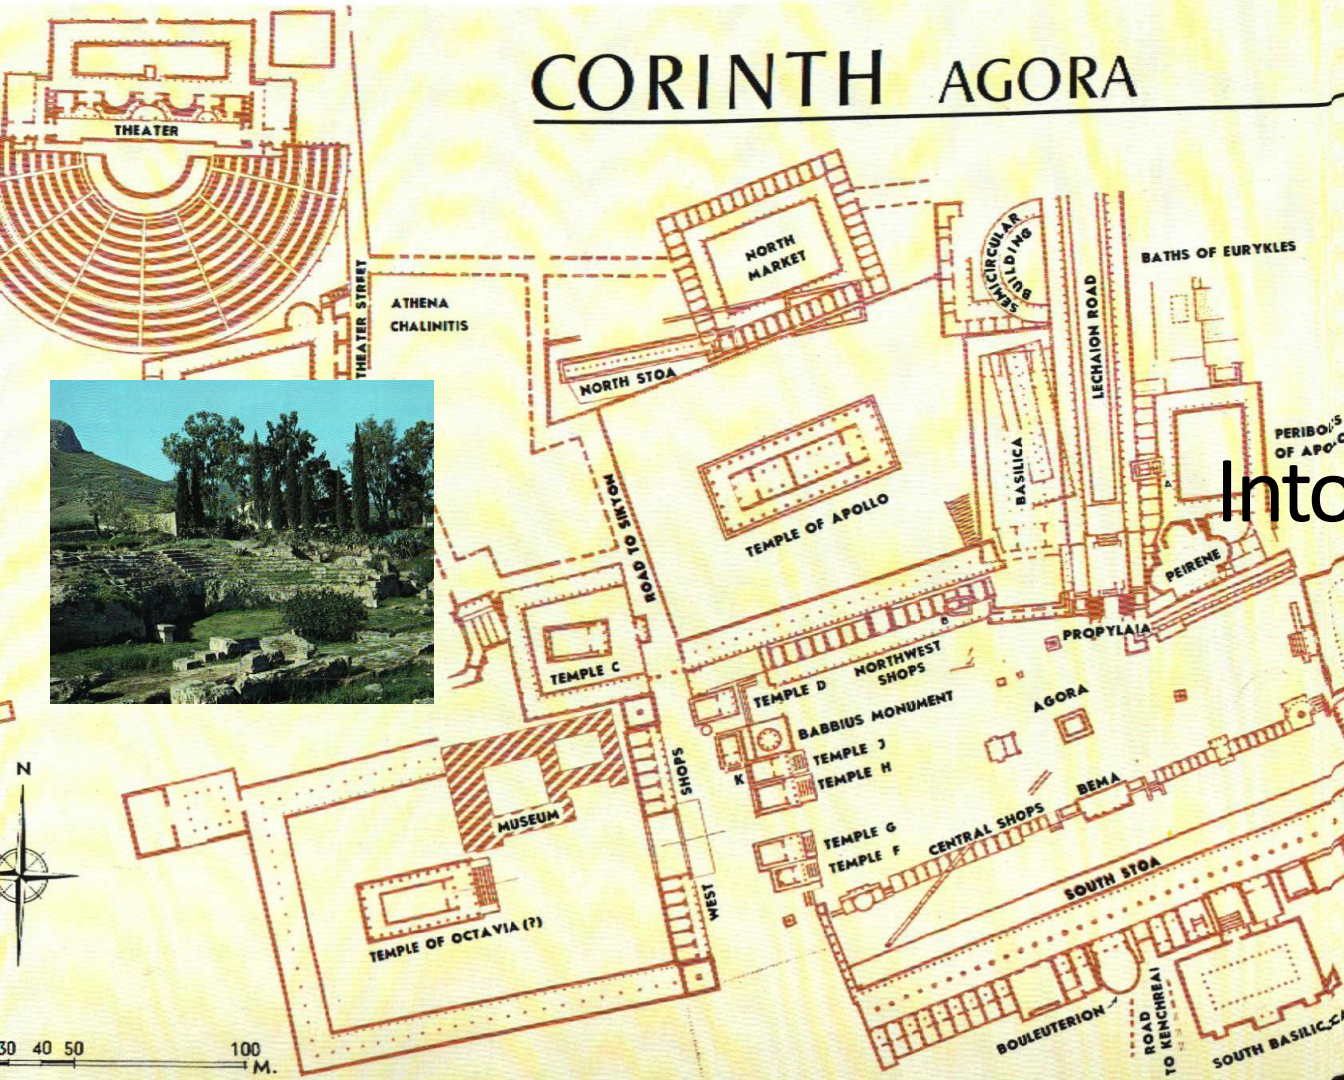 CORINTH AGORA
THEATER
THEATER STREET
ATHENA
CHALINITIS
NORTH
MARKET
SEMICIRCULAR
BUILDING
LECHAION ROAD
BATHS OF EURYKLES
NORTH STOA
BASILICA
TEMPLE OF APOLLO
ROAD TO SIKYON
OF
Into
PEIRENE
PROPYLAIA
TEMPLE C
NORTHWEST
SHOPS
TEMPLE D
BABBIUS MONUMENT
AGORA
TEMPLE J
TEMPLE H
K
SHOPS
WEST
MUSEUM
TEMPLE G
TEMPLE F
CENTRAL SHOPS
BEMA
SOUTH STOA
TEMPLE OF OCTAVIA (?)
BOULEUTERION
ROAD
TO KENCHREAI
SOUTH
N
30 40 50 100
M.